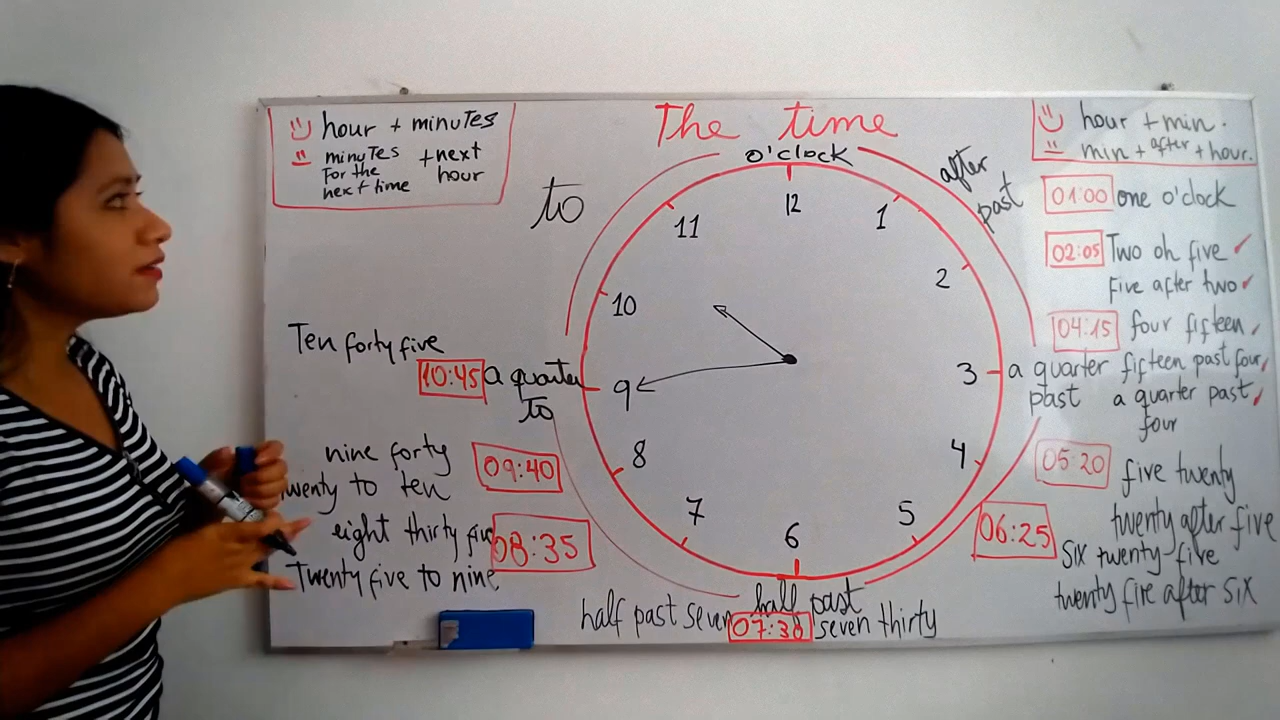 hour + minutes
minutes + next
For the hour
next time
The time
o'clock
hour + min.
min + after + hour.
to
after
past
12
1
2
3
4
5
6
7
8
9
10
11
01:00 one o'clock
02:05 Two oh five
five after two
04:15 four fifteen
a quarter fifteen past four
past a quarter past
four
05:20 five twenty
twenty after five
06:25
six twenty-five
twenty five after six
Ten forty five
10:45 a quarter
to
nine forty 09:40
twenty to ten
eight thirty five 08:35
Twenty five to nine
half past
half past seven 07:30 seven thirty